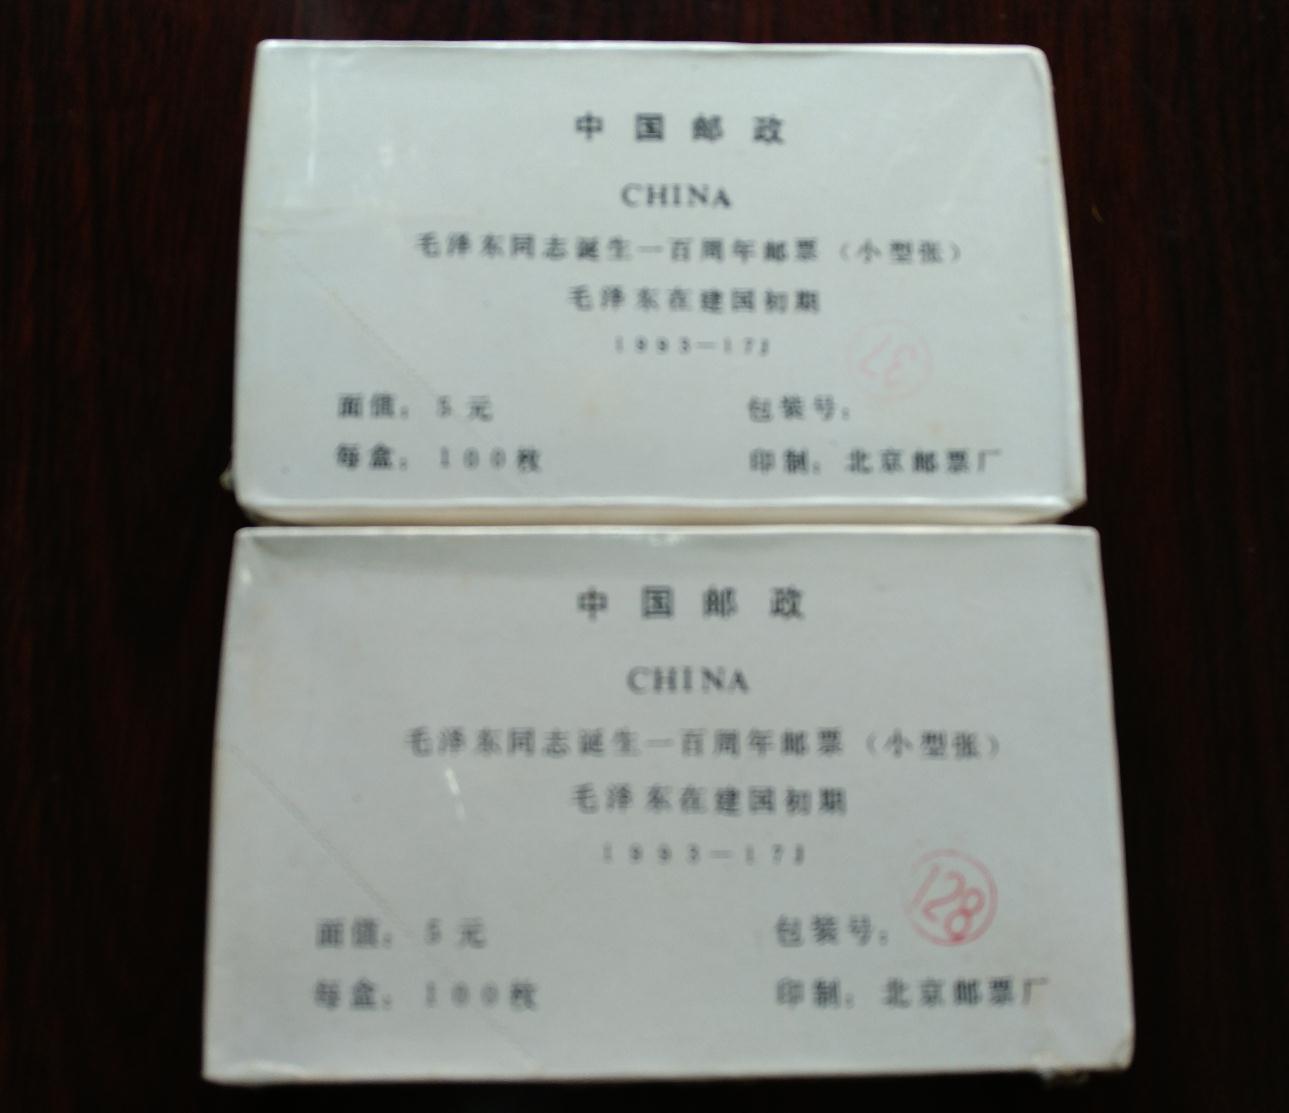 中国邮政
CHINA
毛泽东同志诞生一百周年邮票（小型张）
毛泽东在建国初期
1993—17J
面值：5元 包装号：37
每盒：100枚 印制：北京邮票厂
中国邮政
CHINA
毛泽东同志诞生一百周年邮票（小型张）
毛泽东在建国初期
1993—17J
面值：5元 包装号：128
每盒：100枚 印制：北京邮票厂